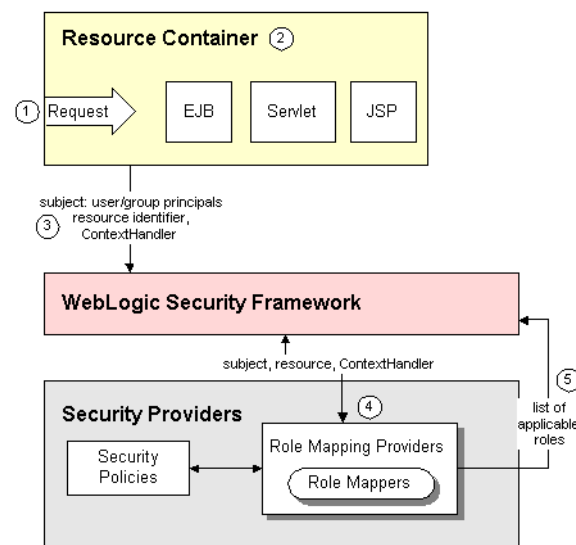 Resource Container 2
1 Request
EJB
Servlet
JSP
subject: user/group principals
3 resource identifier,
ContextHandler
WebLogic Security Framework
subject, resource, ContextHandler
5
4
list of
applicable
roles
Security Providers
Security
Policies
Role Mapping Providers
Role Mappers